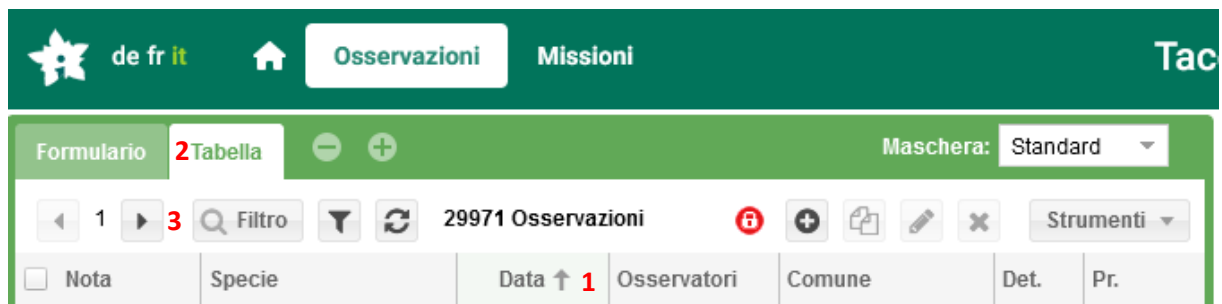 de fr it Osservazioni Missioni Tac
Formulario 2 Tabella Maschera: Standard
1 3 Filtro 29971 Osservazioni Strumenti
Nota Specie Data 1 Osservatori Comune Det. Pr.